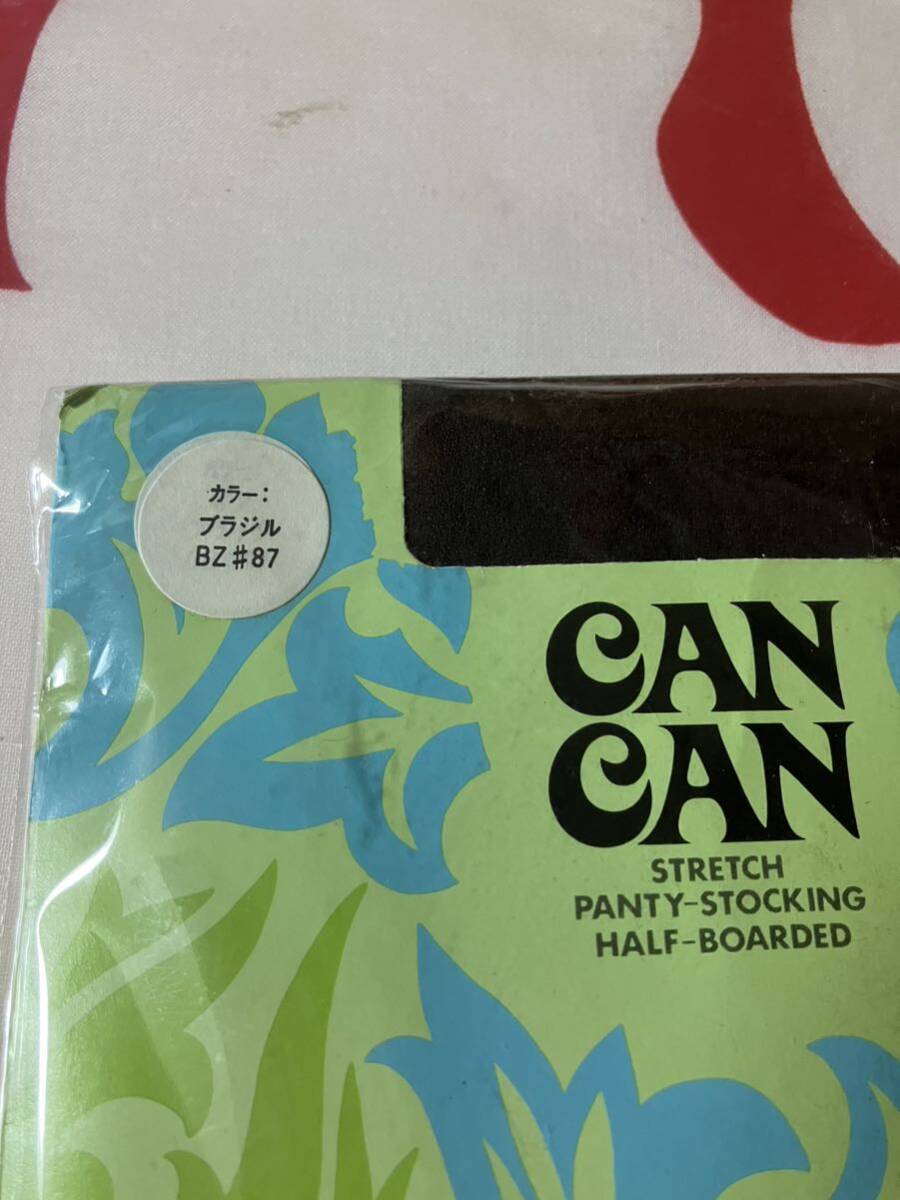 カラー:
ブラジル
BZ#87
CAN
CAN
STRETCH
PANTY-STOCKING
HALF-BOARDED